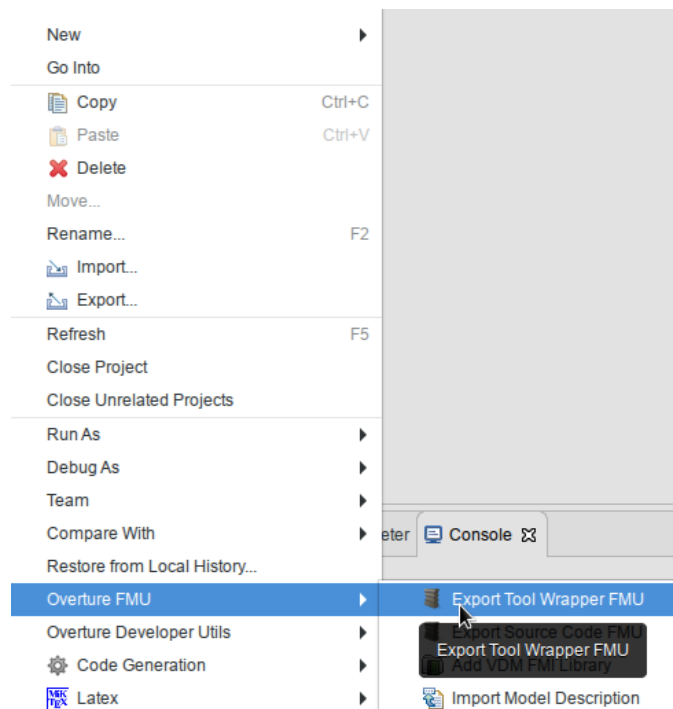 New
Go Into
Copy Ctrl+C
Paste Ctrl+V
Delete
Move...
Rename... F2
Import...
Export...
Refresh F5
Close Project
Close Unrelated Projects
Run As
Debug As
Team
Compare With
eter Console
Restore from Local History...
Overture FMU
Export Tool Wrapper FMU
Overture Developer Utils
Export Source Code FMU
Export Tool Wrapper FMU
Code Generation
Add VDM FMI Library
MiK TEX Latex
Import Model Description